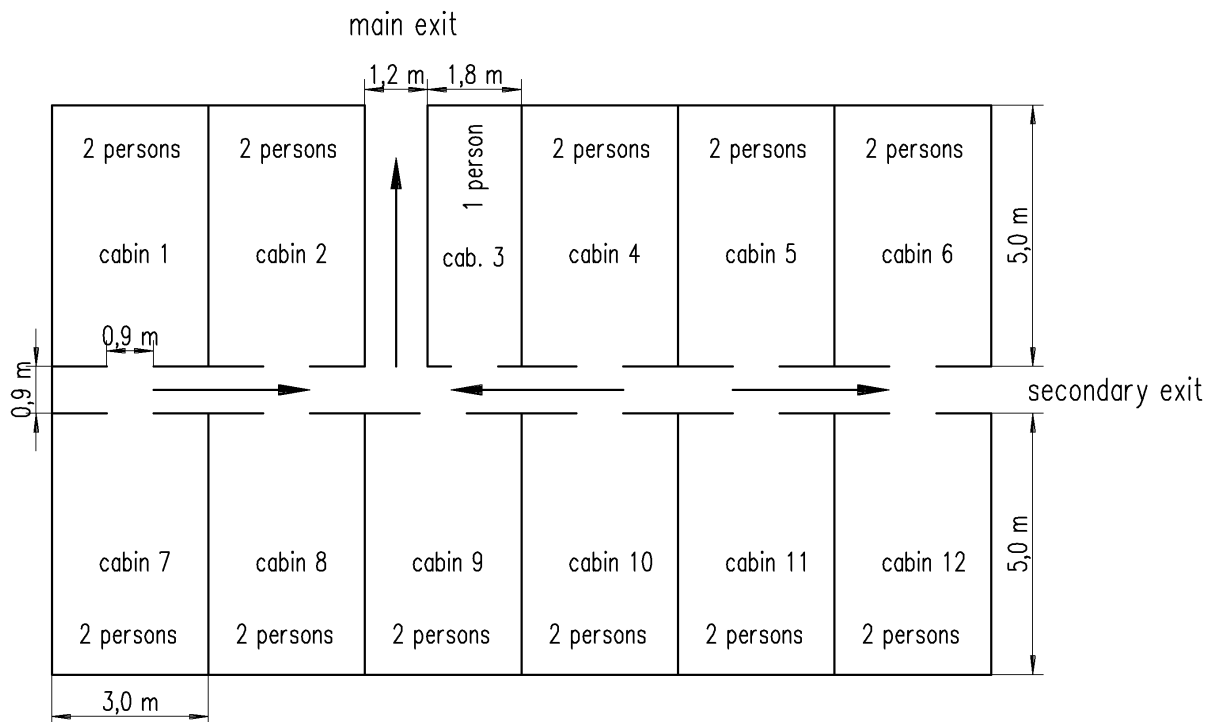 main exit
1,2 m
1,8 m
2 persons
2 persons
1 person
2 persons
2 persons
2 persons
cabin 1
cabin 2
cab. 3
cabin 4
cabin 5
cabin 6
5,0 m
0,9 m
0,9 m
secondary exit
cabin 7
cabin 8
cabin 9
cabin 10
cabin 11
cabin 12
5,0 m
2 persons
2 persons
2 persons
2 persons
2 persons
2 persons
3,0 m